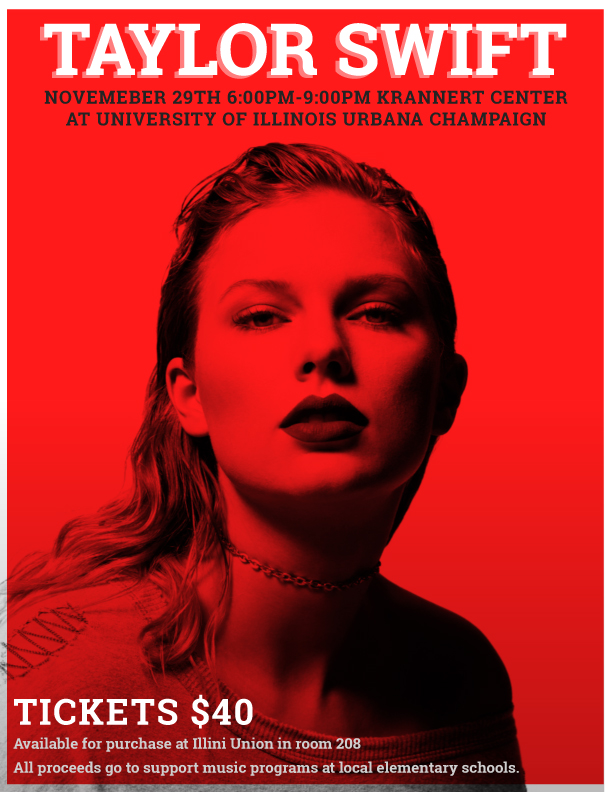 TAYLOR SWIFT
NOVEMEBER 29TH 6:00PM-9:00PM KRANNERT CENTER
AT UNIVERSITY OF ILLINOIS URBANA CHAMPAIGN
TICKETS $40
Available for purchase at Illini Union in room 208
All proceeds go to support music programs at local elementary schools.